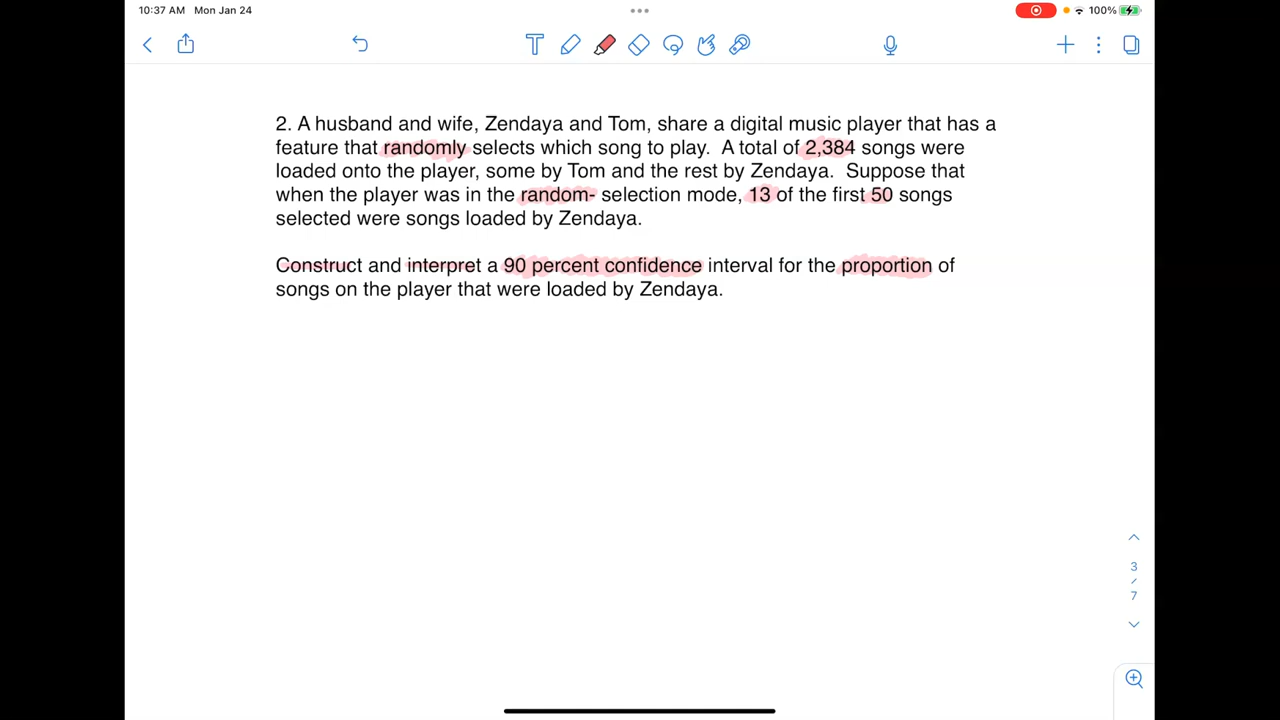 10:37 AM Mon Jan 24
100%
2. A husband and wife, Zendaya and Tom, share a digital music player that has a
feature that randomly selects which song to play. A total of 2,384 songs were
loaded onto the player, some by Tom and the rest by Zendaya. Suppose that
when the player was in the random- selection mode, 13 of the first 50 songs
selected were songs loaded by Zendaya.
Construct and interpret a 90 percent confidence interval for the proportion of
songs on the player that were loaded by Zendaya.
3
/
7